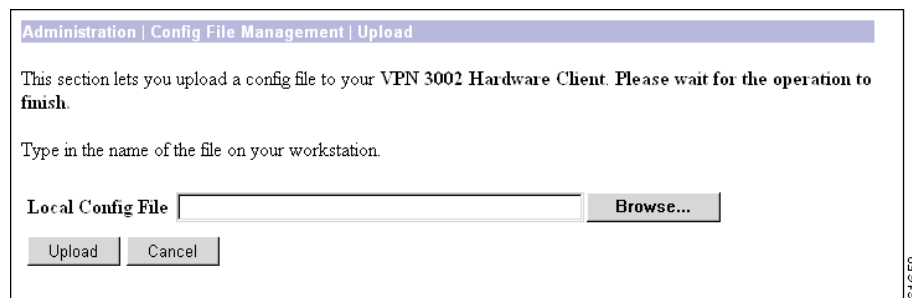 Administration | Config File Management | Upload
This section lets you upload a config file to your VPN 3002 Hardware Client. Please wait for the operation to
finish.
Type in the name of the file on your workstation.
Local Config File Browse...
Upload Cancel